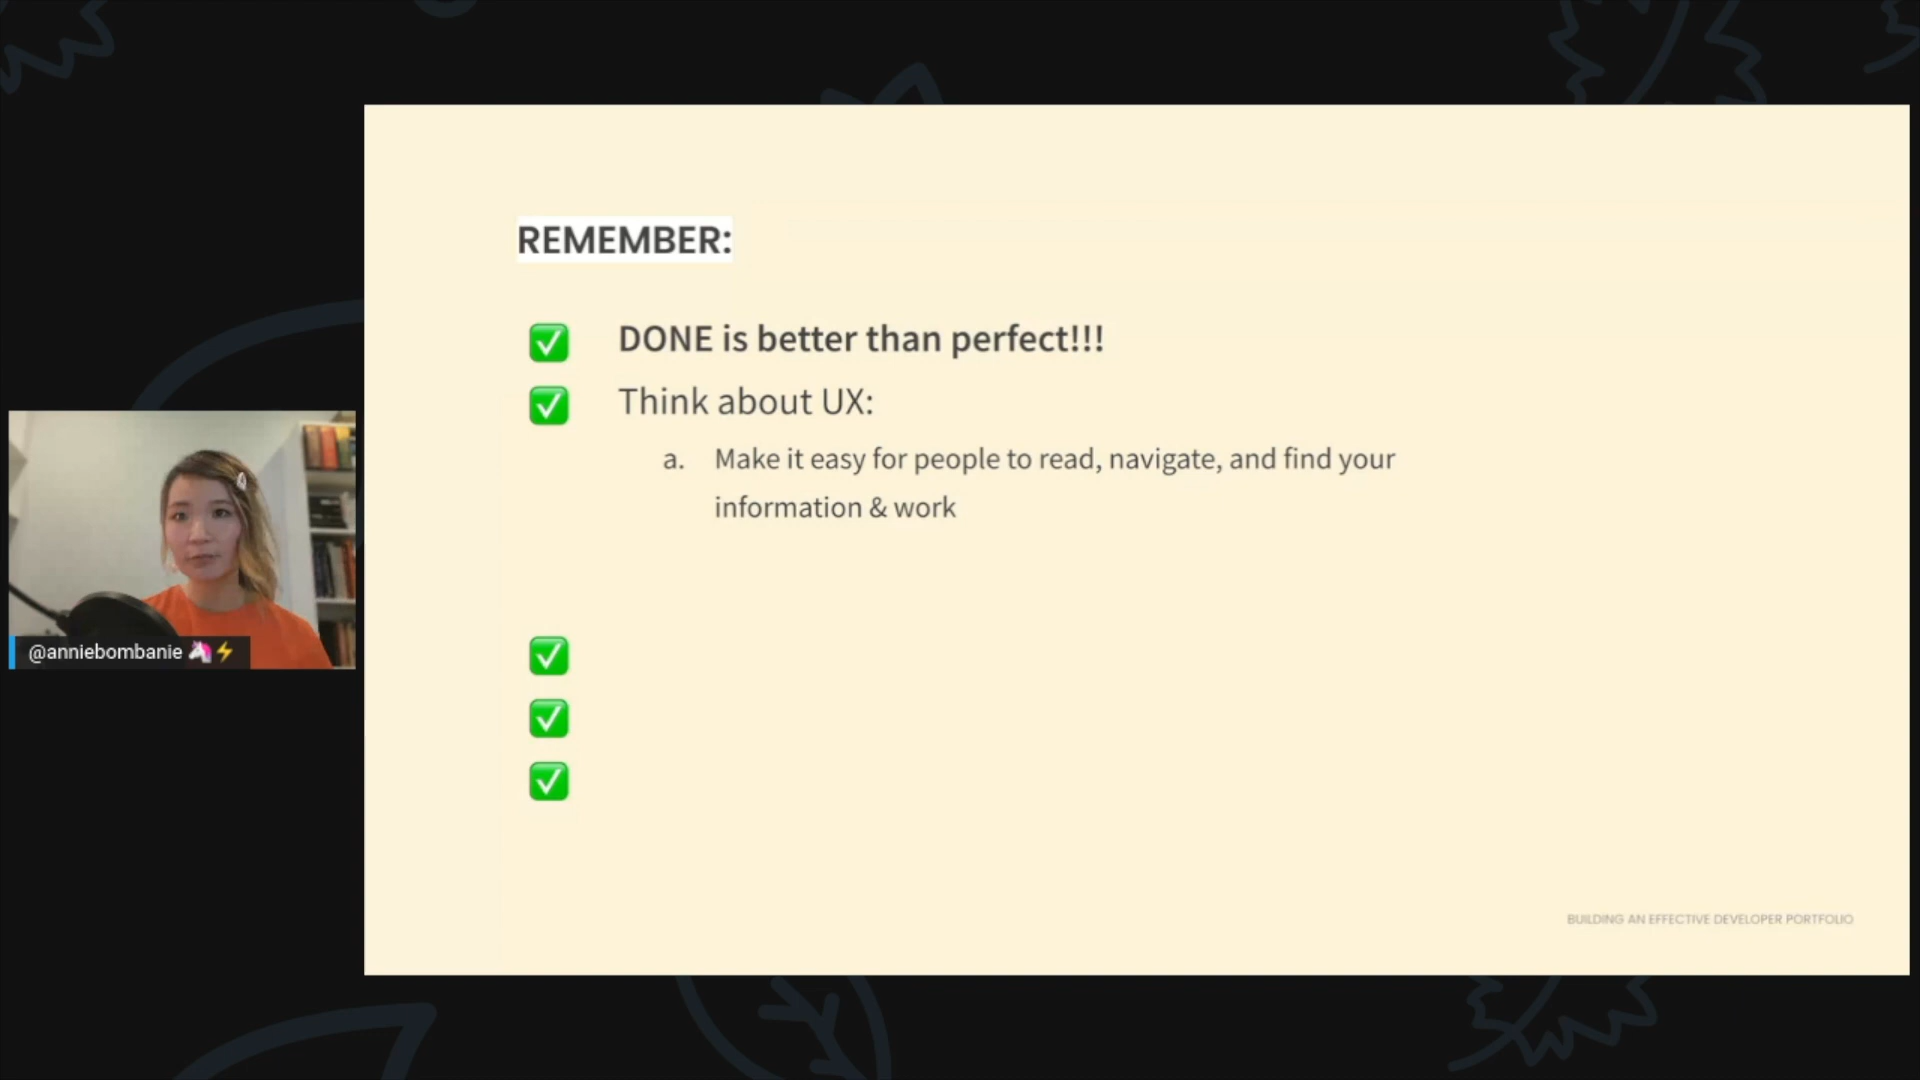 REMEMBER:
✅ DONE is better than perfect!!!
✅ Think about UX:
a. Make it easy for people to read, navigate, and find your
information & work
@anniebombanie 🦄⚡
✅
✅
✅
BUILDING AN EFFECTIVE DEVELOPER PORTFOLIO